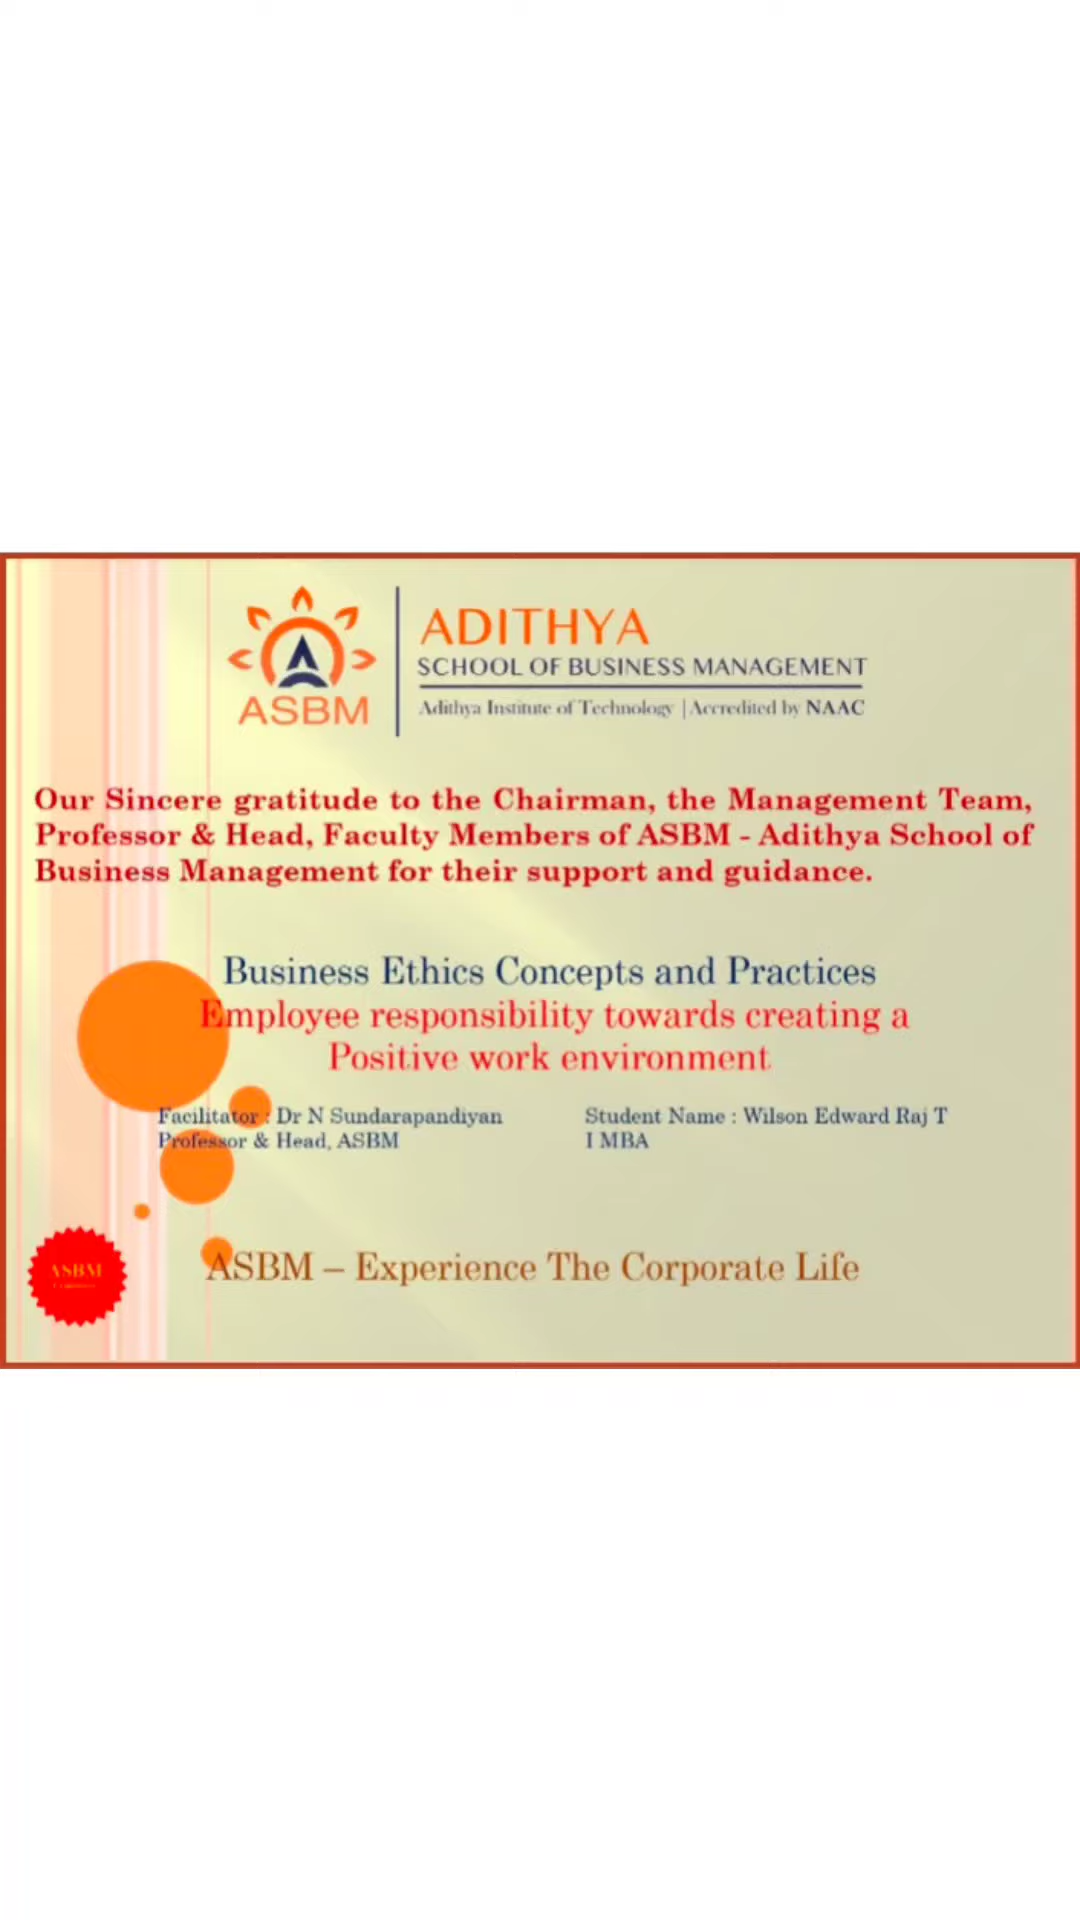 ASBM
ADITHYA
SCHOOL OF BUSINESS MANAGEMENT
Adithya Institute of Technology | Accredited by NAAC
Our Sincere gratitude to the Chairman, the Management Team,
Professor & Head, Faculty Members of ASBM - Adithya School of
Business Management for their support and guidance.
Business Ethics Concepts and Practices
Employee responsibility towards creating a
Positive work environment
Facilitator : Dr N Sundarapandiyan
Professor & Head, ASBM
Student Name : Wilson Edward Raj T
I MBA
ASBM
ASBM – Experience The Corporate Life